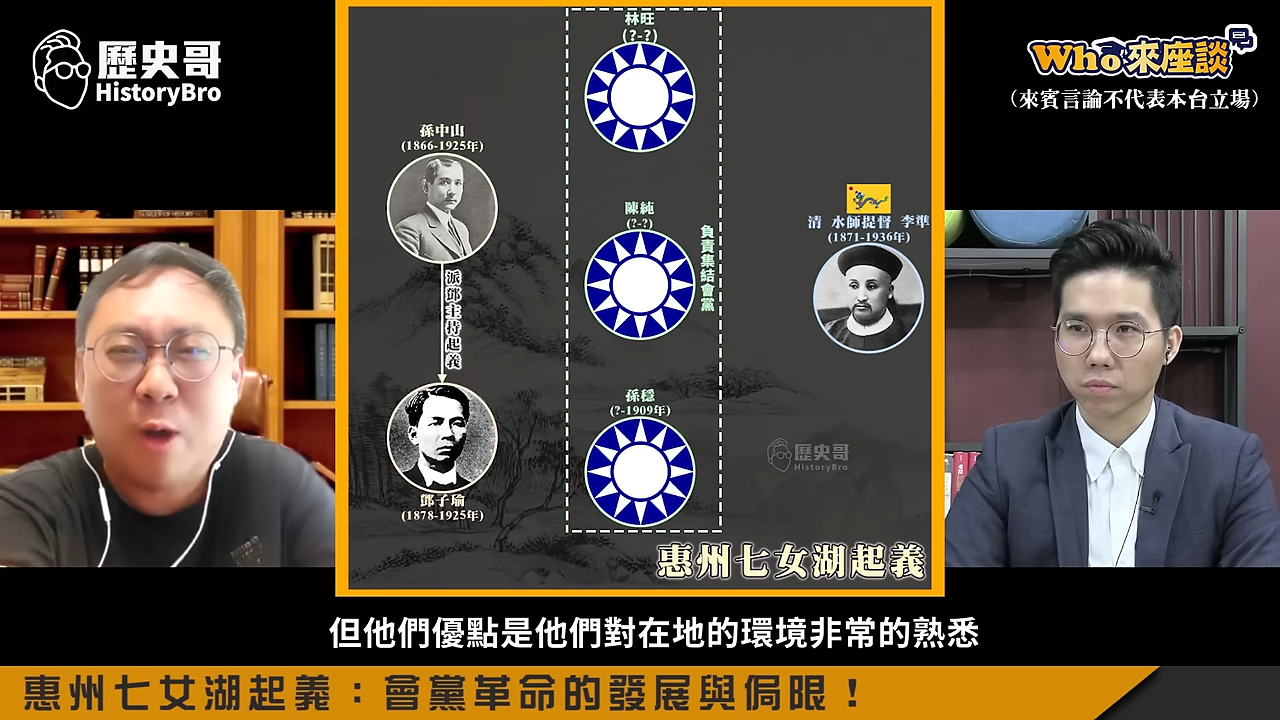 歷史哥
HistoryBro
Who來座談
(來賓言論不代表本台立場)
林旺
(?-?)
孫中山
(1866-1925年)
派鄧主持起義
鄧子瑜
(1878-1925年)
陳純
(?-?)
負責集結會黨
孫穩
(?-1909年)
清 水師提督 李準
(1871-1936年)
歷史哥
HistoryBro
惠州七女湖起義
但他們優點是他們對在地的環境非常的熟悉
惠州七女湖起義：會黨革命的發展與侷限！